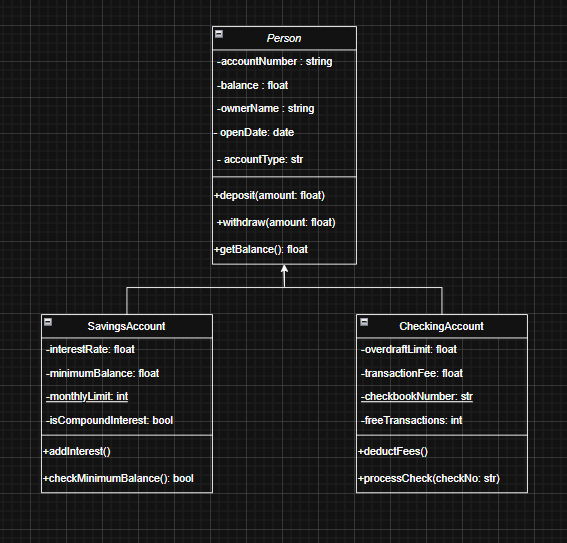 Person
-accountNumber : string
-balance : float
-ownerName : string
- openDate: date
- accountType: str
+deposit(amount: float)
+withdraw(amount: float)
+getBalance(): float
SavingsAccount
-interestRate: float
-minimumBalance: float
-monthlyLimit: int
-isCompoundInterest: bool
+addInterest()
+checkMinimumBalance(): bool
CheckingAccount
-overdraftLimit: float
-transactionFee: float
-checkbookNumber: str
-freeTransactions: int
+deductFees()
+processCheck(checkNo: str)